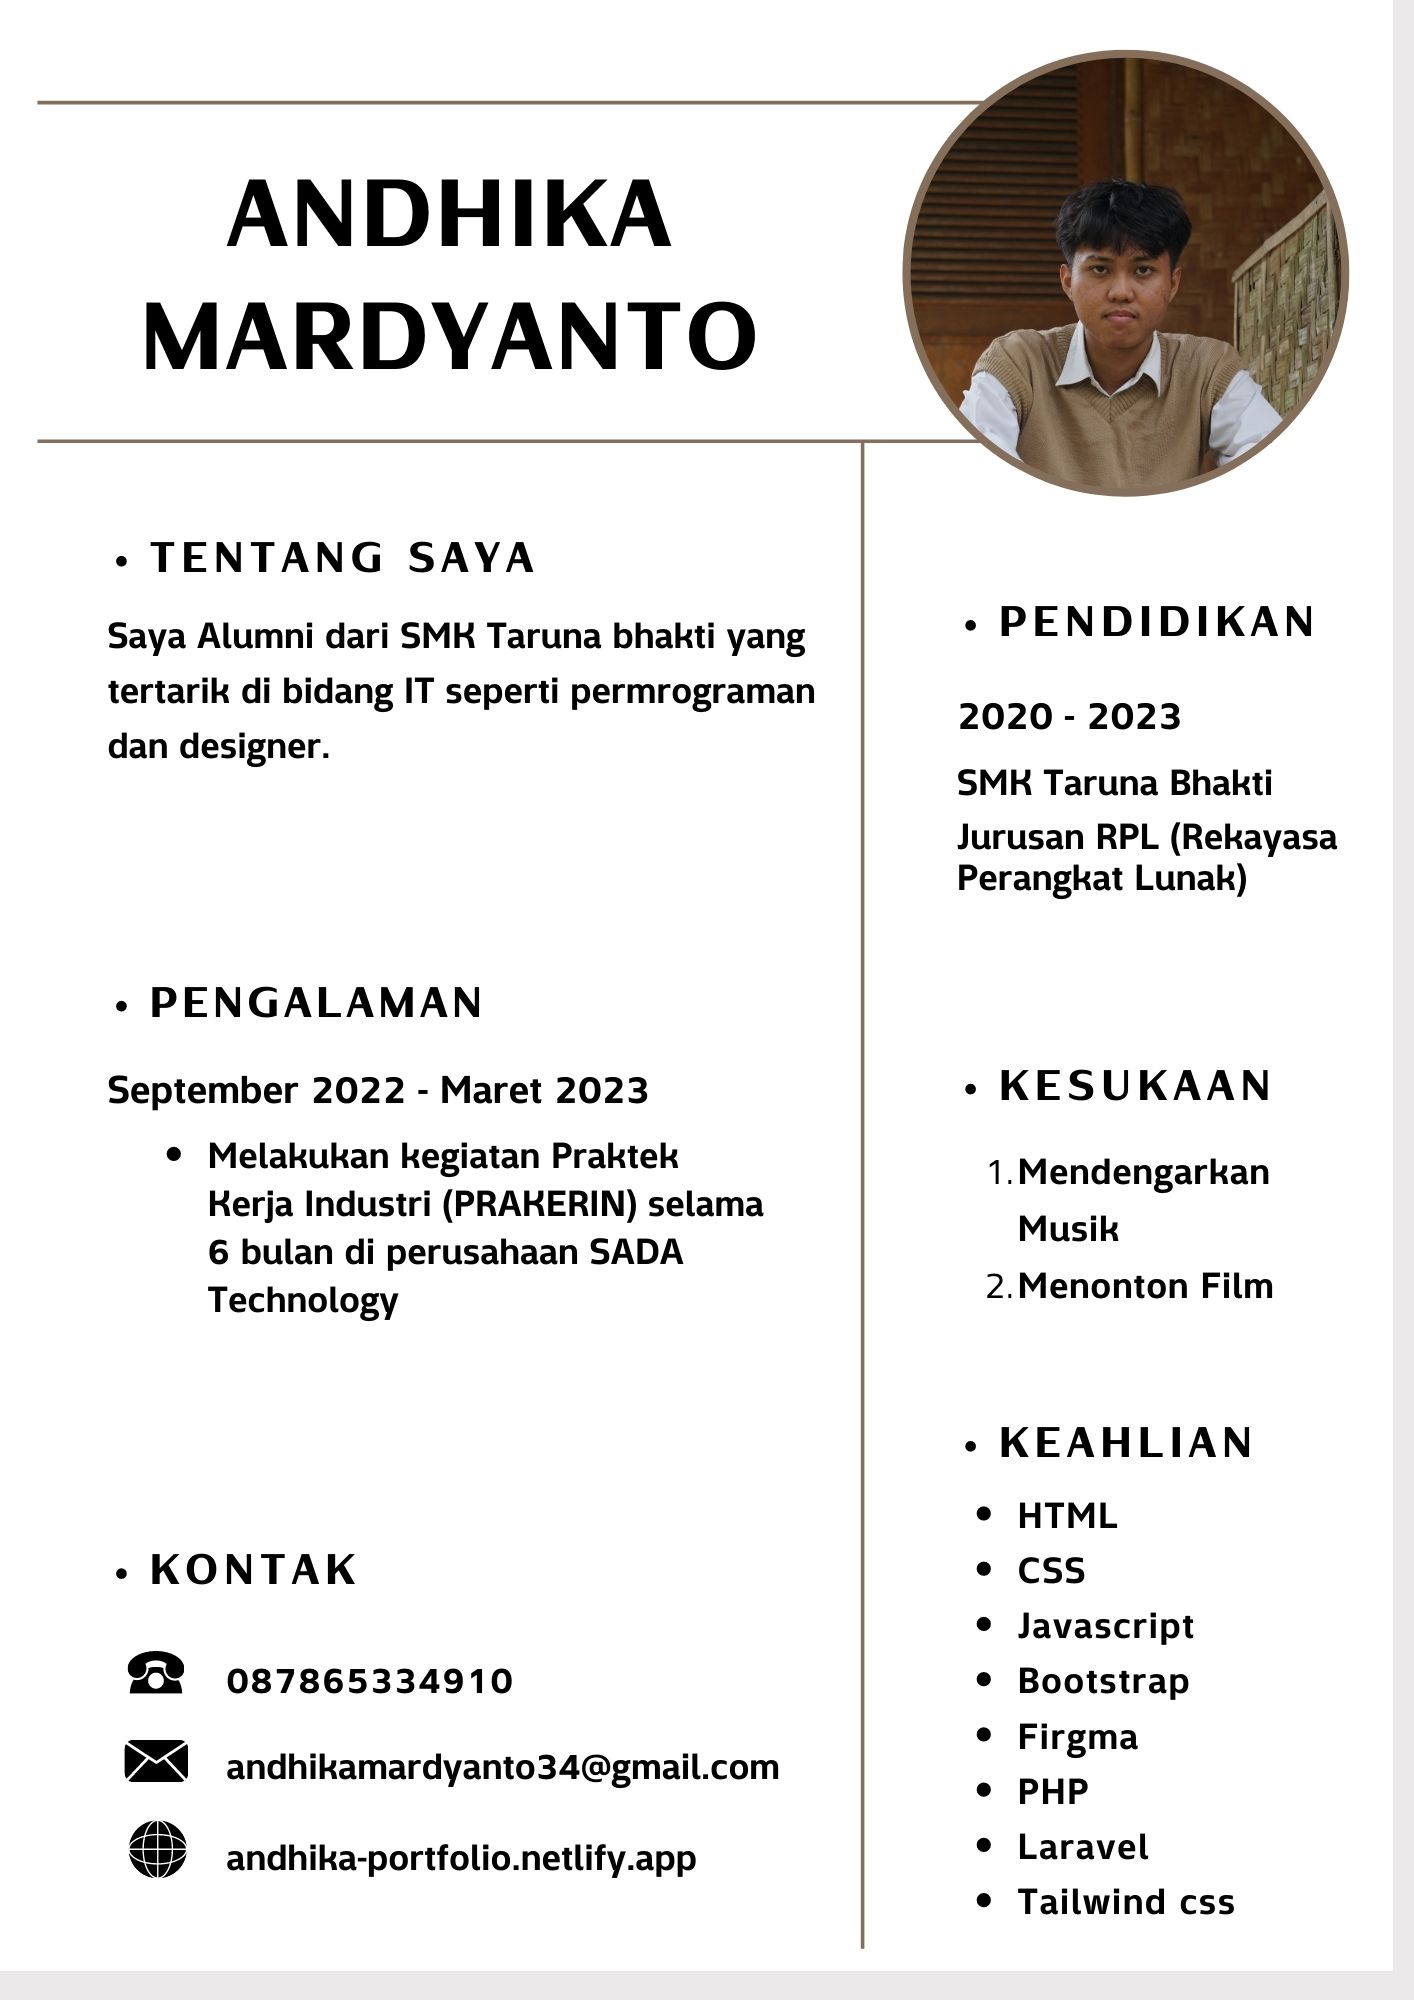 ANDHIKA
MARDYANTO
• TENTANG SAYA
Saya Alumni dari SMK Taruna bhakti yang
tertarik di bidang IT seperti permrograman
dan designer.
• PENGALAMAN
September 2022 - Maret 2023
• Melakukan kegiatan Praktek
Kerja Industri (PRAKERIN) selama
6 bulan di perusahaan SADA
Technology
• KONTAK
087865334910
andhikamardyanto34@gmail.com
andhika-portfolio.netlify.app
• PENDIDIKAN
2020 - 2023
SMK Taruna Bhakti
Jurusan RPL (Rekayasa
Perangkat Lunak)
• KESUKAAN
1. Mendengarkan
Musik
2. Menonton Film
• KEAHLIAN
• HTML
• CSS
• Javascript
• Bootstrap
• Firgma
• PHP
• Laravel
• Tailwind css